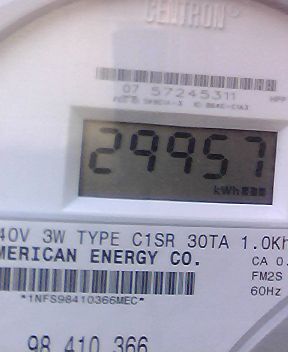 CENTRON®
07 57245311
29957
kWh
40V 3W TYPE C1SR 30TA 1.0Kh
MERICAN ENERGY CO.
CA 0.
FM2S
60Hz
*1NFS98410366MEC*
98 410 366